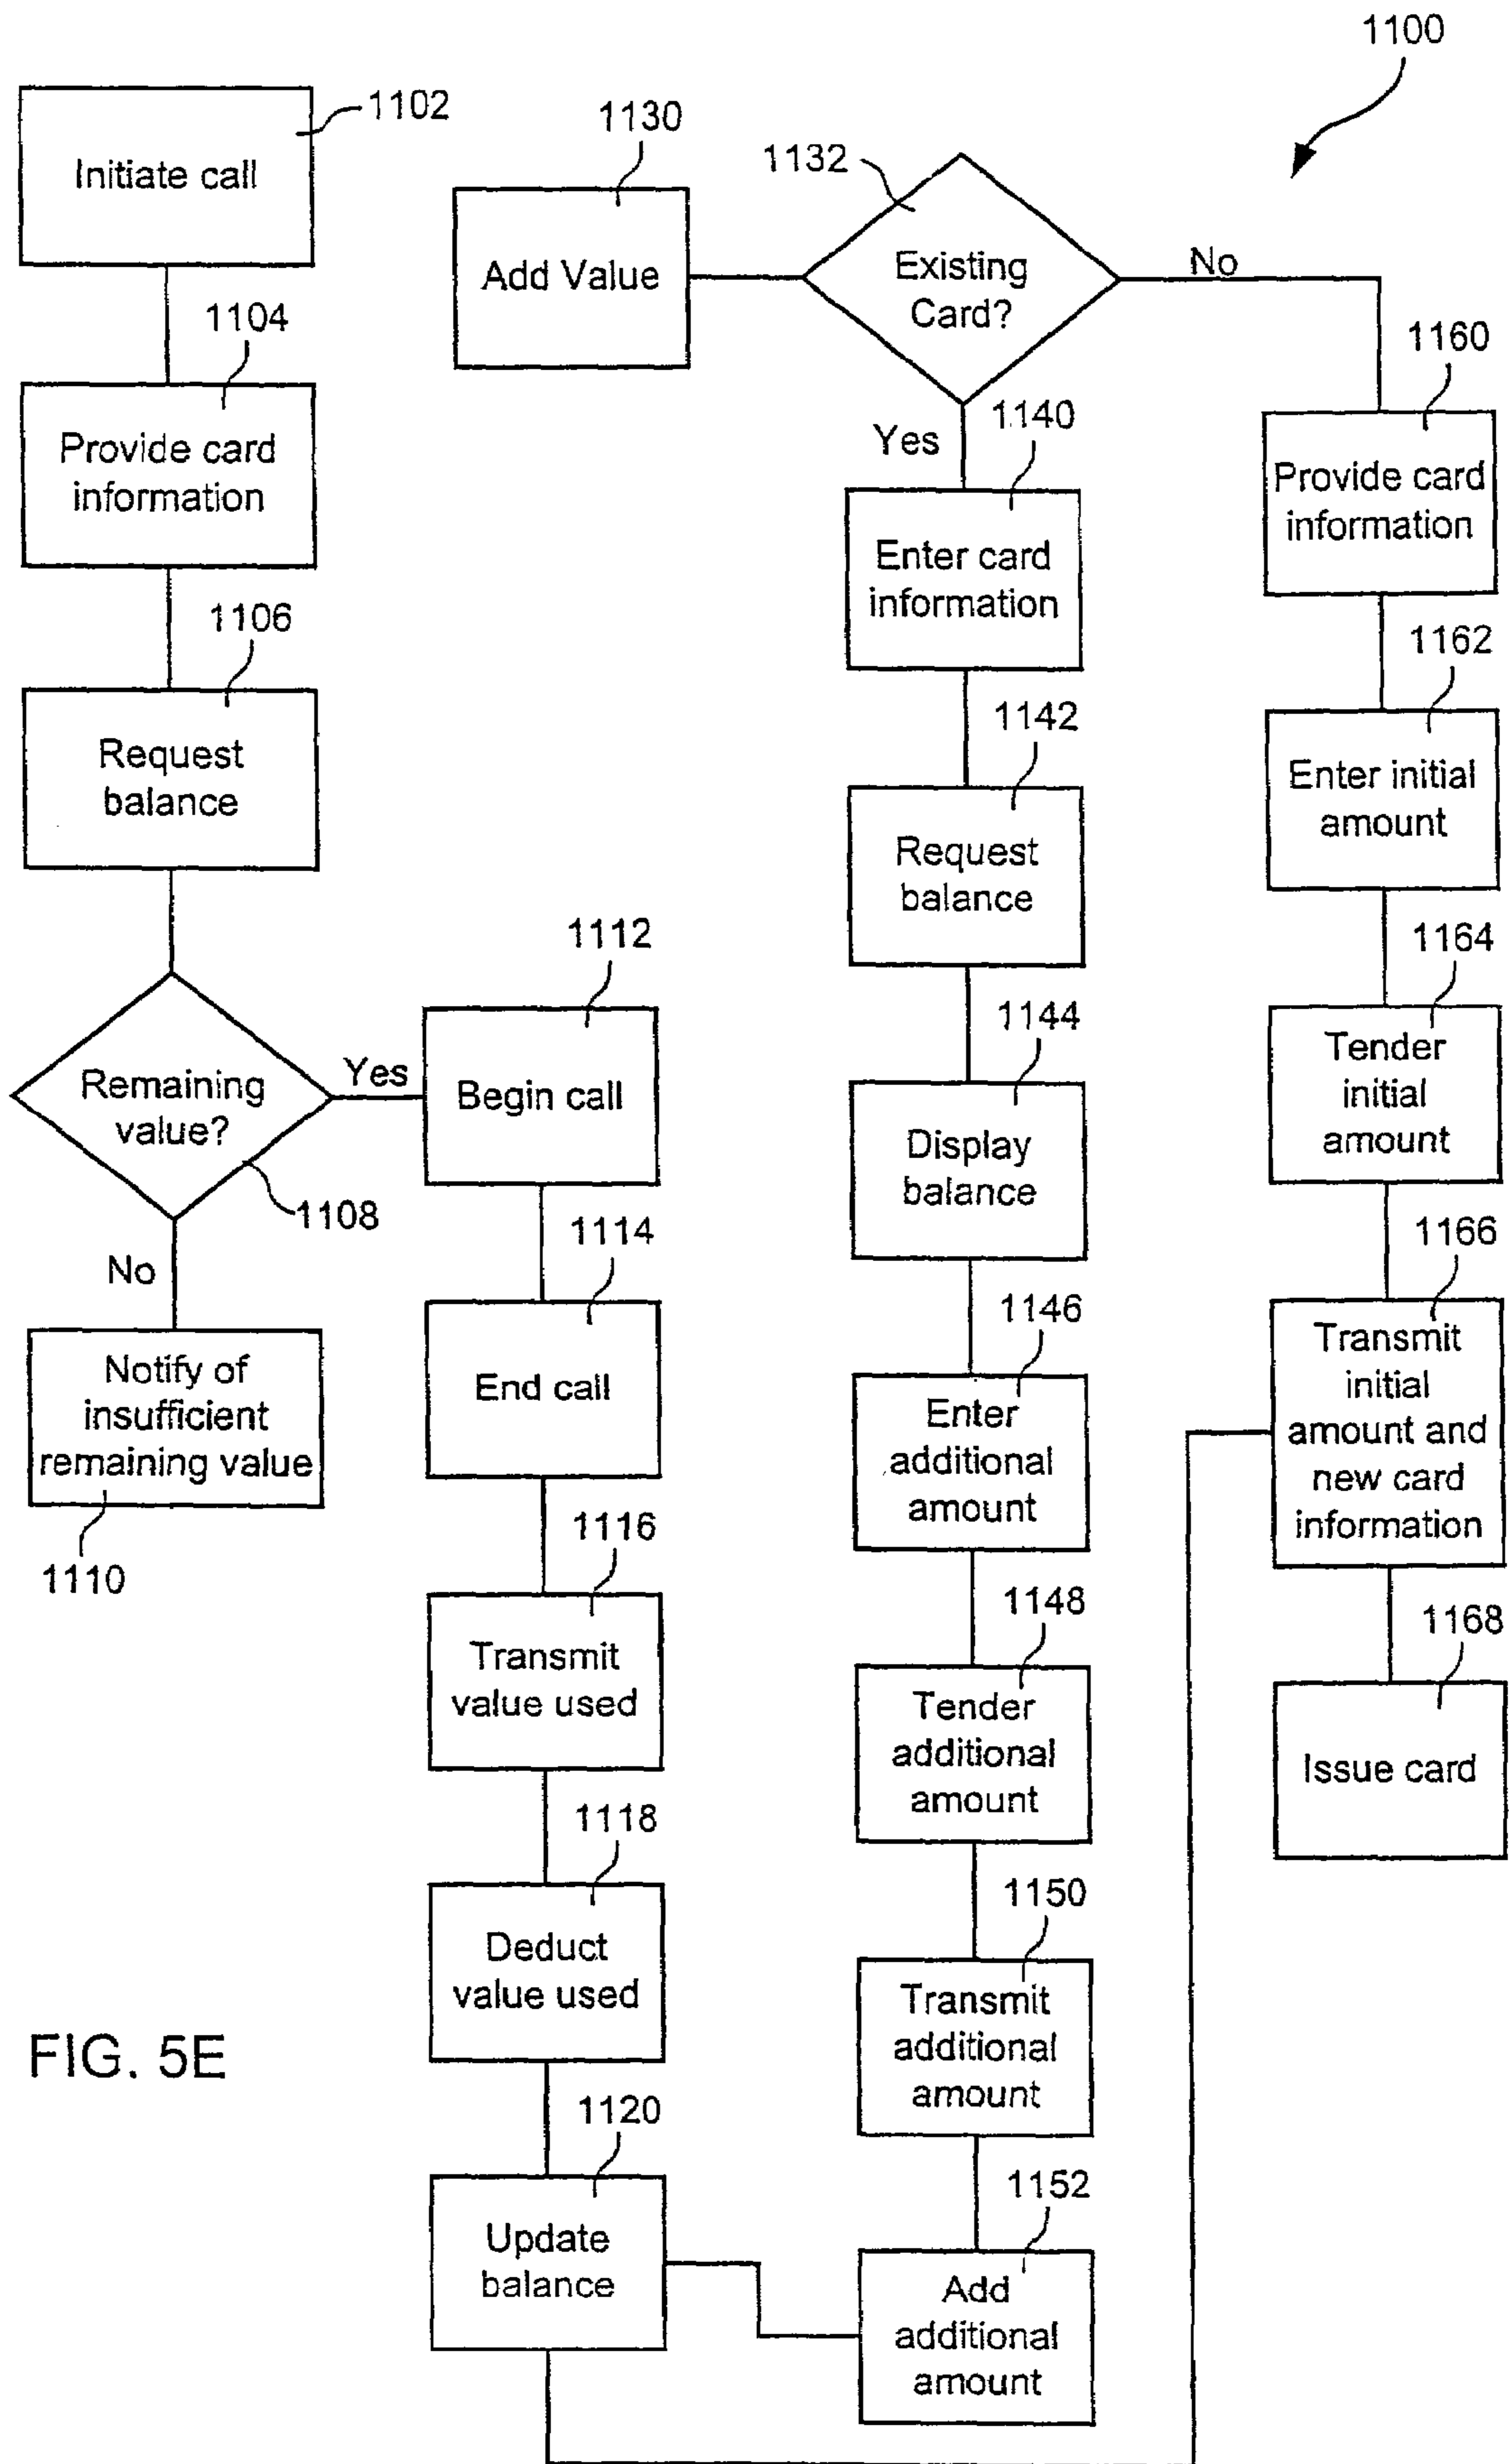 1100
1102
Initiate call
1104
Provide card
information
1106
Request
balance
Remaining
value?
1108
Yes
No
Notify of
insufficient
remaining value
1110
1112
Begin call
1114
End call
1116
Transmit
value used
1118
Deduct
value used
1120
Update
balance
1130
Add Value
1132
Existing
Card?
No
Yes
1140
Enter card
information
1142
Request
balance
1144
Display
balance
1146
Enter
additional
amount
1148
Tender
additional
amount
1150
Transmit
additional
amount
1152
Add
additional
amount
1160
Provide card
information
1162
Enter initial
amount
1164
Tender
initial
amount
1166
Transmit
initial
amount and
new card
information
1168
Issue card
FIG. 5E